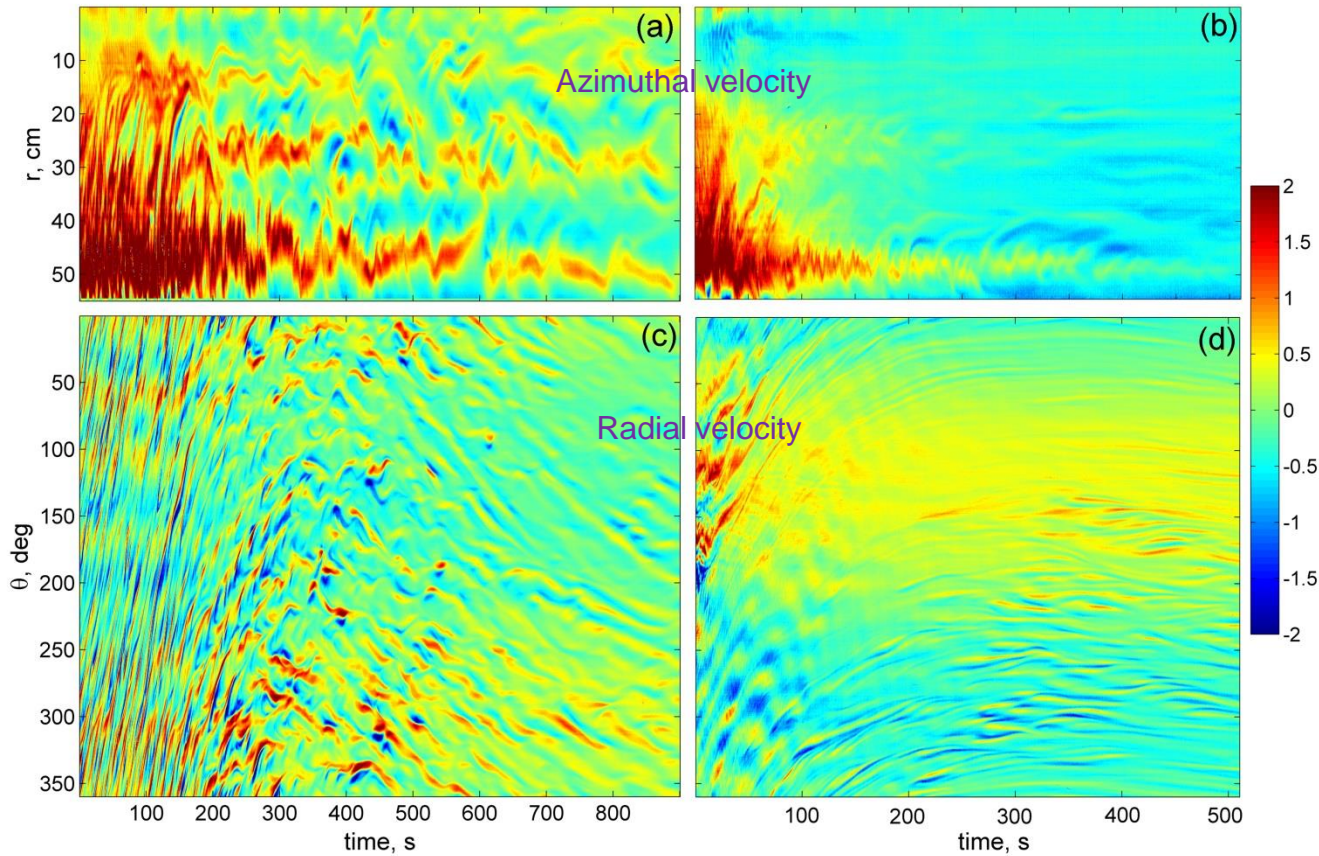 (a)
(b)
Azimuthal velocity
r, cm
10
20
30
40
50
2
1.5
1
0.5
0
-0.5
-1
-1.5
-2
(c)
(d)
Radial velocity
θ, deg
50
100
150
200
250
300
350
100 200 300 400 500 600 700 800
time, s
100 200 300 400 500
time, s